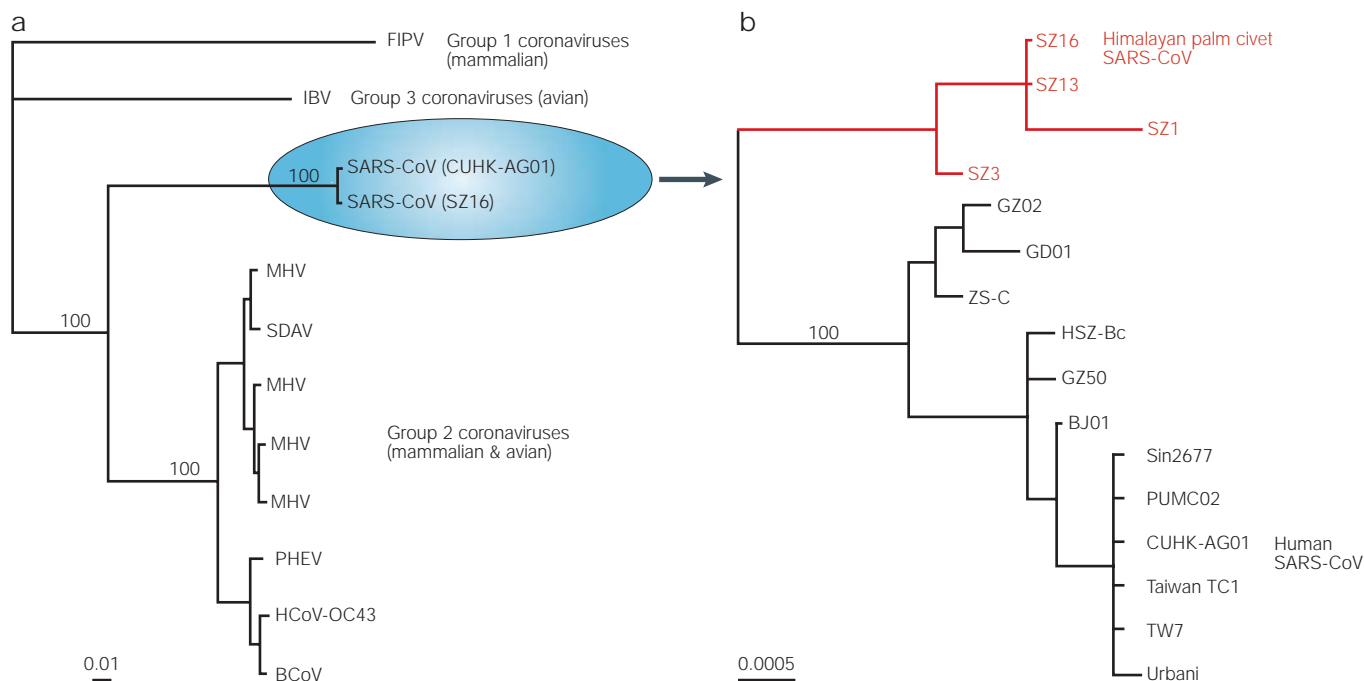 a
FIPV
Group 1 coronaviruses
(mammalian)
IBV
Group 3 coronaviruses (avian)
100
SARS-CoV (CUHK-AG01)
SARS-CoV (SZ16)
100
MHV
SDAV
MHV
MHV
MHV
100
Group 2 coronaviruses
(mammalian & avian)
PHEV
HCoV-OC43
BCoV
0.01
b
SZ16
Himalayan palm civet
SARS-CoV
SZ13
SZ1
SZ3
GZ02
GD01
ZS-C
100
HSZ-Bc
GZ50
BJ01
Sin2677
PUMC02
CUHK-AG01
Human
SARS-CoV
Taiwan TC1
TW7
Urbani
0.0005